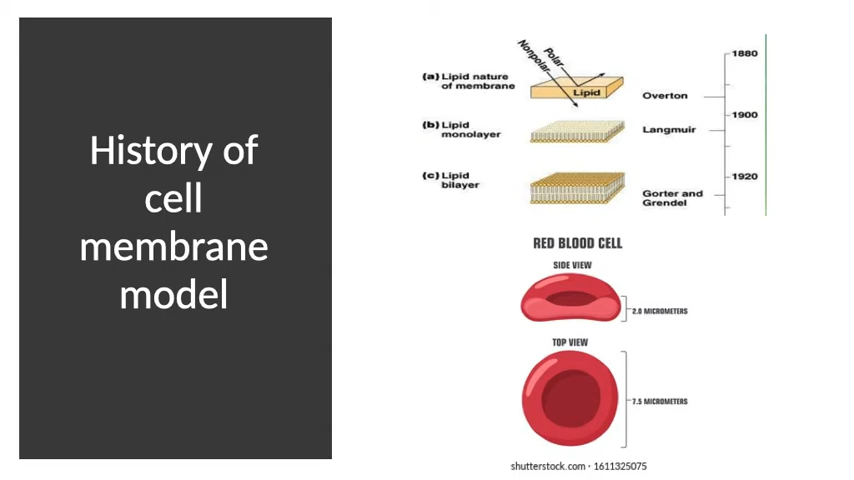 History of
cell
membrane
model
Nonpolar
Polar
(a) Lipid nature
of membrane
Lipid
Overton
(b) Lipid
monolayer
Langmuir
(c) Lipid
bilayer
Gorter and
Grendel
1880
1900
1920
RED BLOOD CELL
SIDE VIEW
2.0 MICROMETERS
TOP VIEW
7.5 MICROMETERS
shutterstock.com · 1611325075